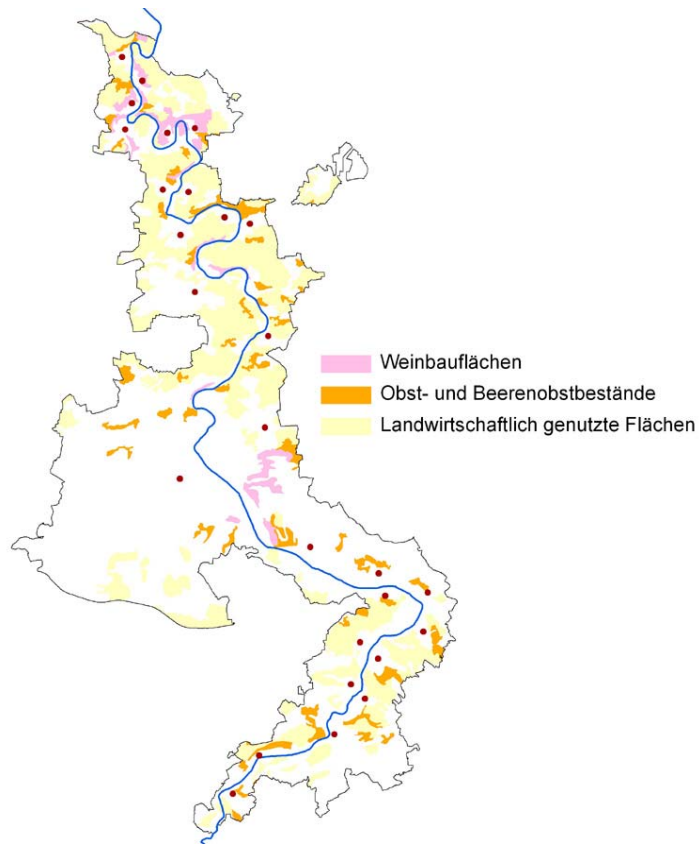 Weinbauflächen
Obst- und Beerenobstbestände
Landwirtschaftlich genutzte Flächen